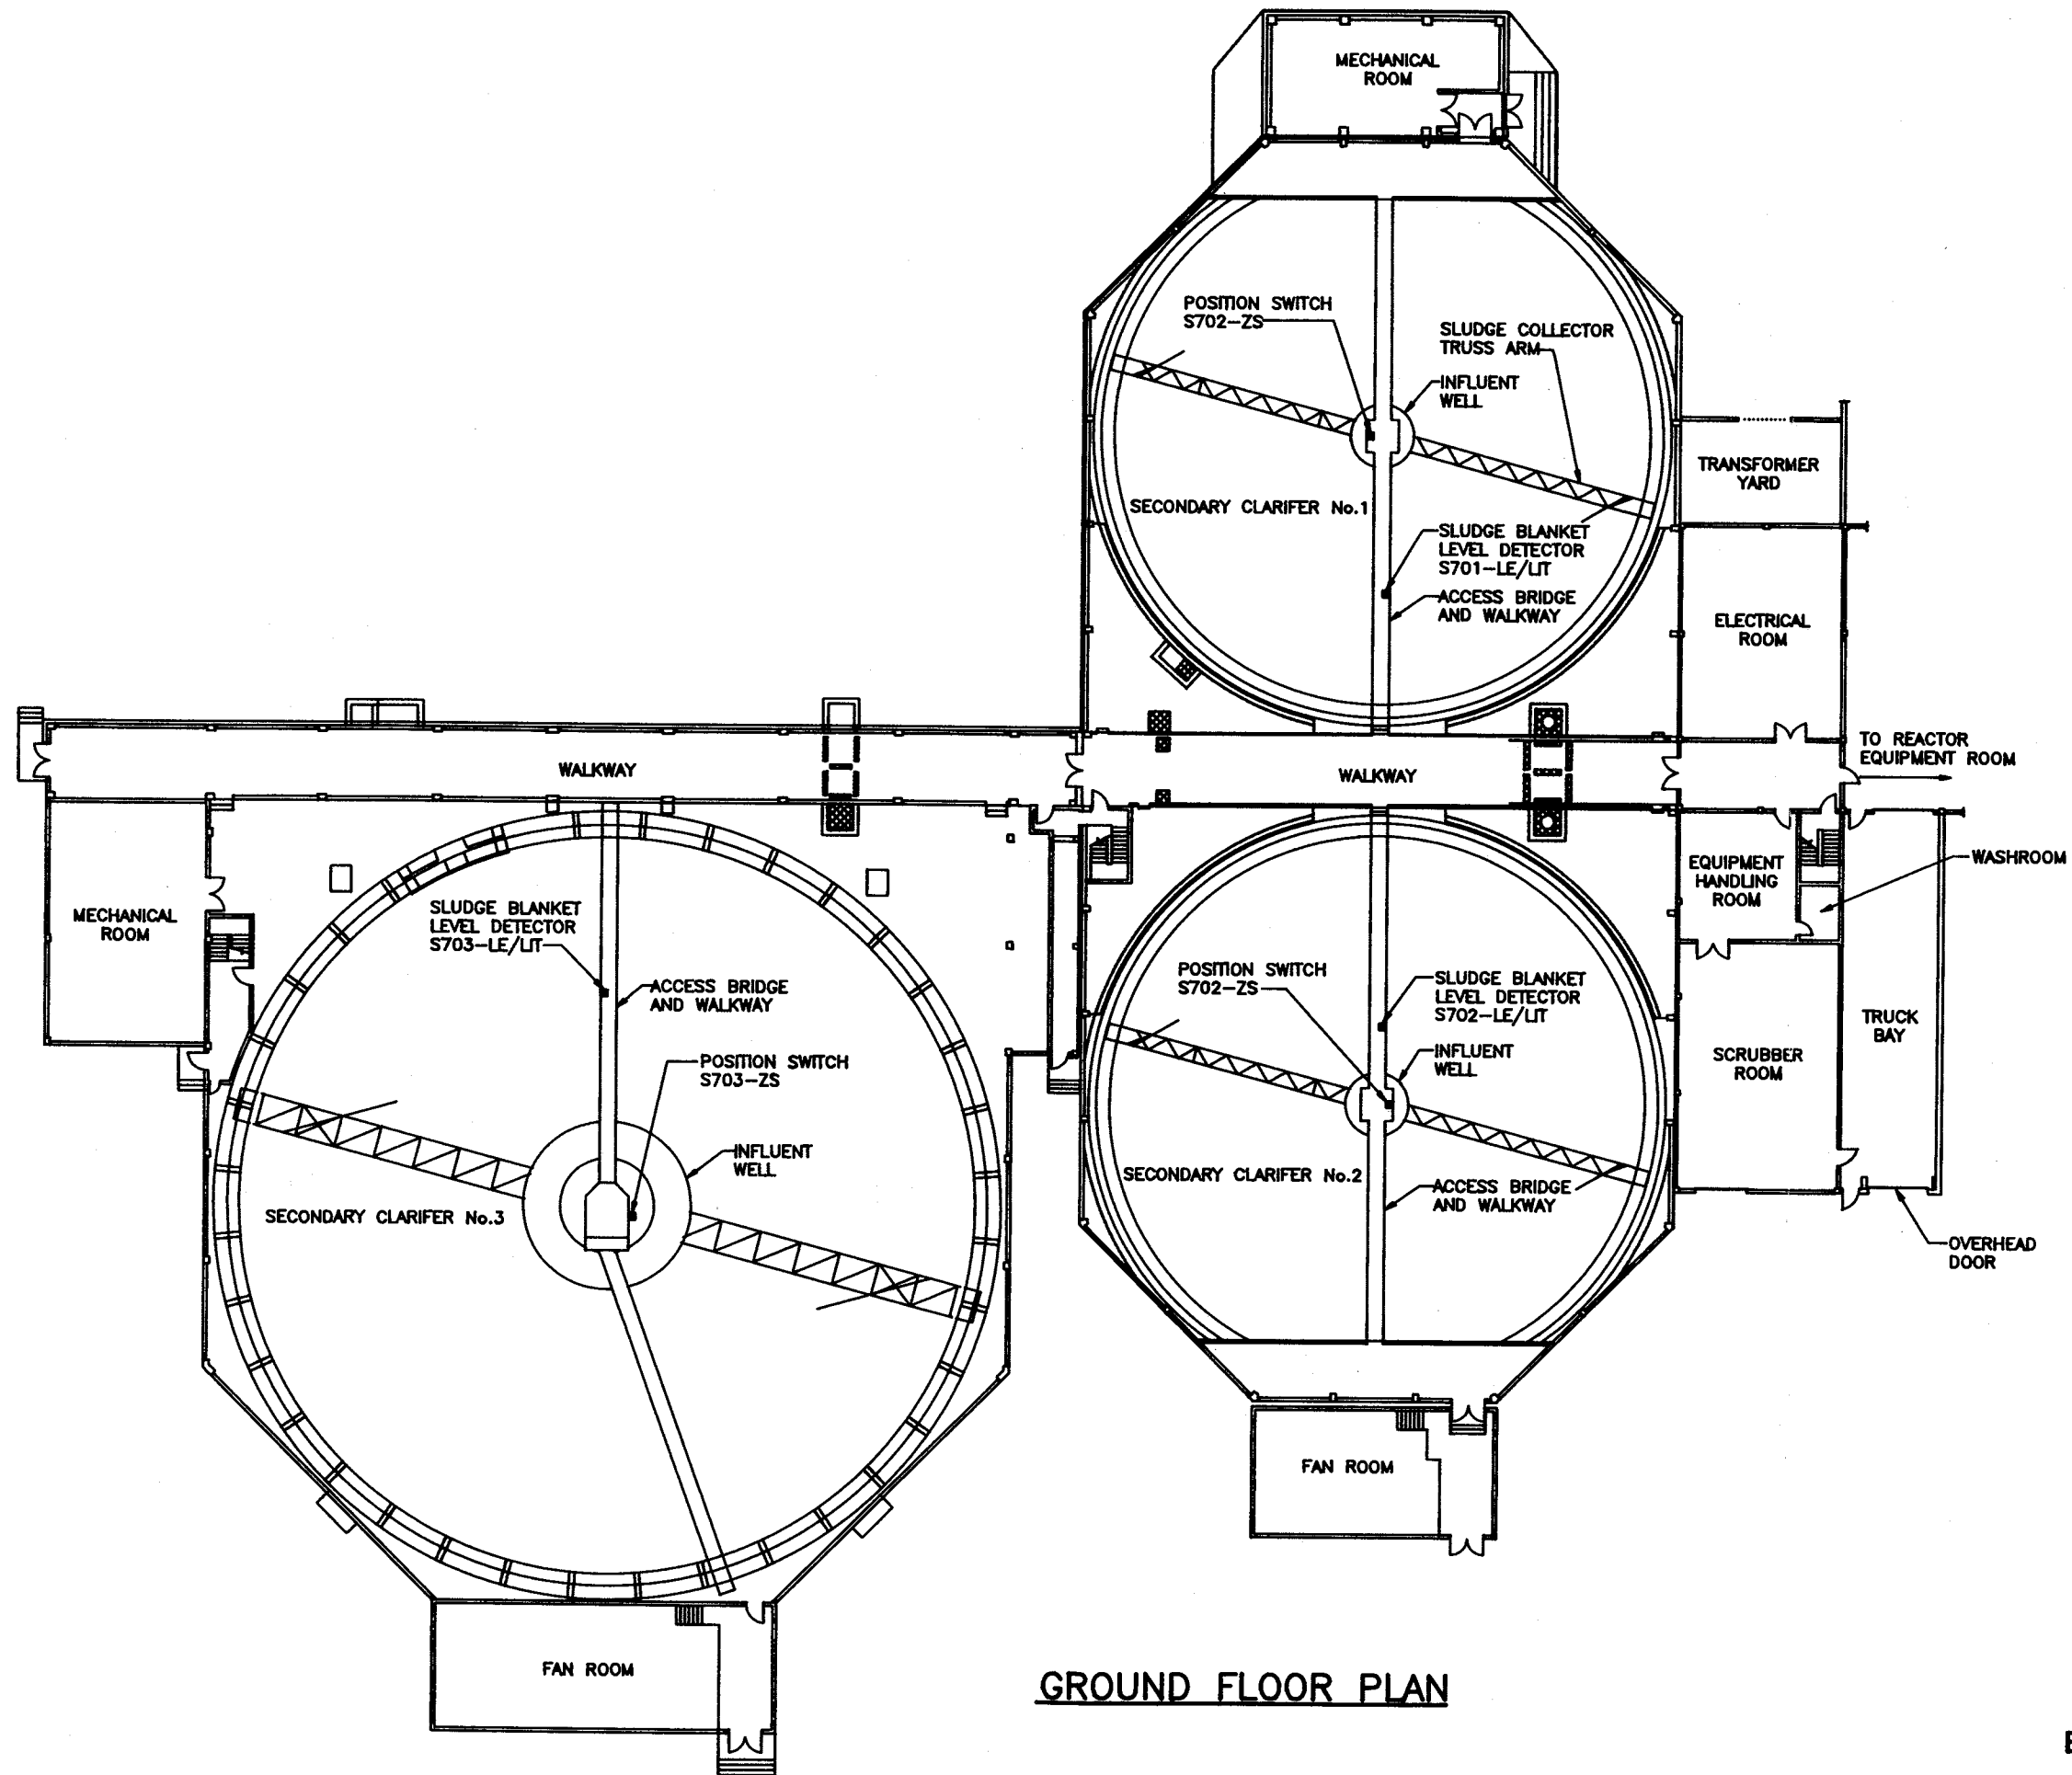 MECHANICAL
ROOM
POSITION SWITCH
S702-ZS
SLUDGE COLLECTOR
TRUSS ARM
INFLUENT
WELL
TRANSFORMER
YARD
SECONDARY CLARIFER No.1
SLUDGE BLANKET
LEVEL DETECTOR
S701-LE/LIT
ACCESS BRIDGE
AND WALKWAY
ELECTRICAL
ROOM
TO REACTOR
EQUIPMENT ROOM
WALKWAY
WALKWAY
EQUIPMENT
HANDLING
ROOM
WASHROOM
MECHANICAL
ROOM
SLUDGE BLANKET
LEVEL DETECTOR
S703-LE/LIT
ACCESS BRIDGE
AND WALKWAY
POSITION SWITCH
S702-ZS
SLUDGE BLANKET
LEVEL DETECTOR
S702-LE/LIT
TRUCK
BAY
POSITION SWITCH
S703-ZS
INFLUENT
WELL
SCRUBBER
ROOM
INFLUENT
WELL
SECONDARY CLARIFER No.2
ACCESS BRIDGE
AND WALKWAY
SECONDARY CLARIFER No.3
OVERHEAD
DOOR
FAN ROOM
FAN ROOM
GROUND FLOOR PLAN